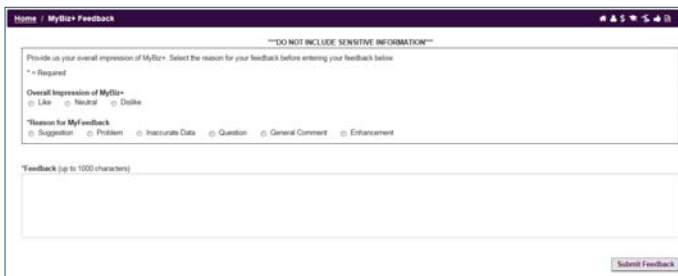 Home / MyBiz+ Feedback
***DO NOT INCLUDE SENSITIVE INFORMATION***
Provide us your overall impression of MyBiz+. Select the reason for your feedback before entering your feedback below.
* = Required
Overall Impression of MyBiz+
Like Neutral Dislike
*Reason for MyFeedback
Suggestion Problem Inaccurate Data Question General Comment Enhancement
*Feedback (up to 1000 characters)
Submit Feedback